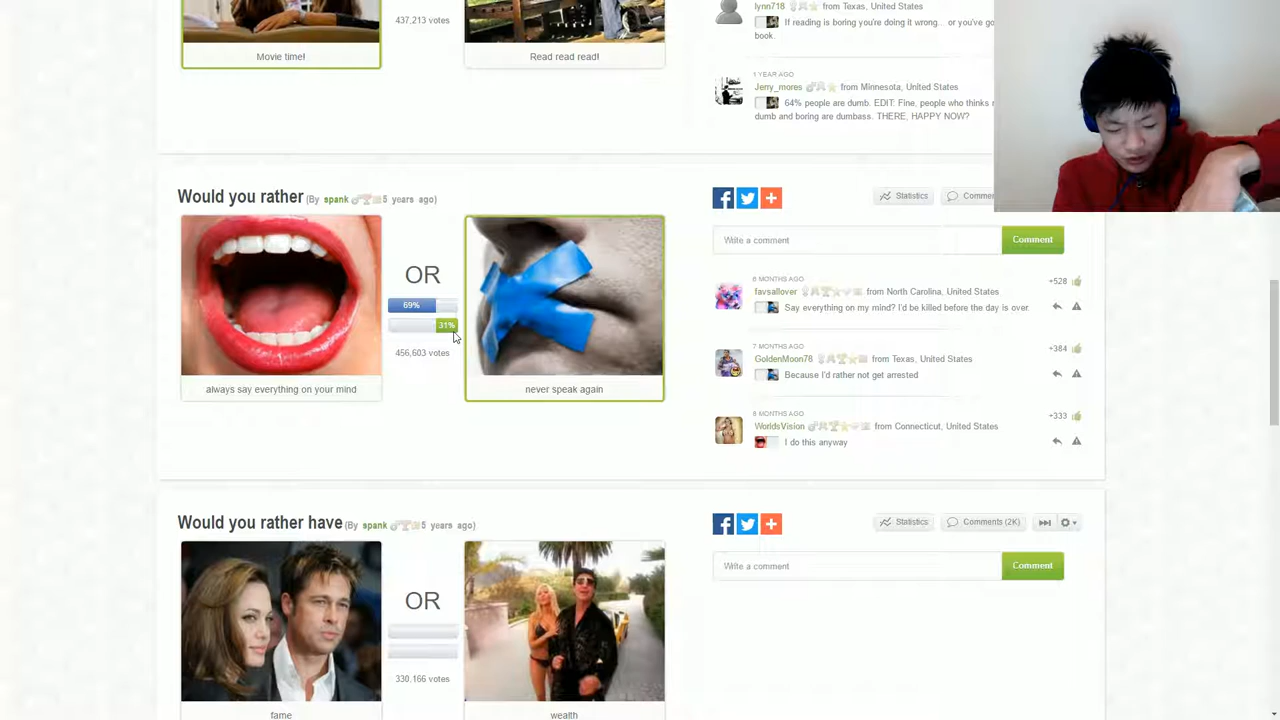 437,213 votes
Movie time!
Read read read!
lynn718 from Texas, United States
If reading is boring you're doing it wrong.. or you've go
book.
1 YEAR AGO
Jerry_mores from Minnesota, United States
64% people are dumb. EDIT: Fine, people who thinks
dumb and boring are dumbass. THERE, HAPPY NOW?
Would you rather (By spank 5 years ago)
OR
69%
31%
456,603 votes
always say everything on your mind
never speak again
Statistics
Comme
Write a comment
Comment
6 MONTHS AGO
+528
favsallover from North Carolina, United States
Say everything on my mind? I'd be killed before the day is over
7 MONTHS AGO
+384
GoldenMoon78 from Texas, United States
Because I'd rather not get arrested
8 MONTHS AGO
+333
WorldsVision from Connecticut, United States
I do this anyway
Would you rather have (By spank 5 years ago)
OR
330,166 votes
fame
wealth
Statistics
Comments (2K)
Write a comment
Comment